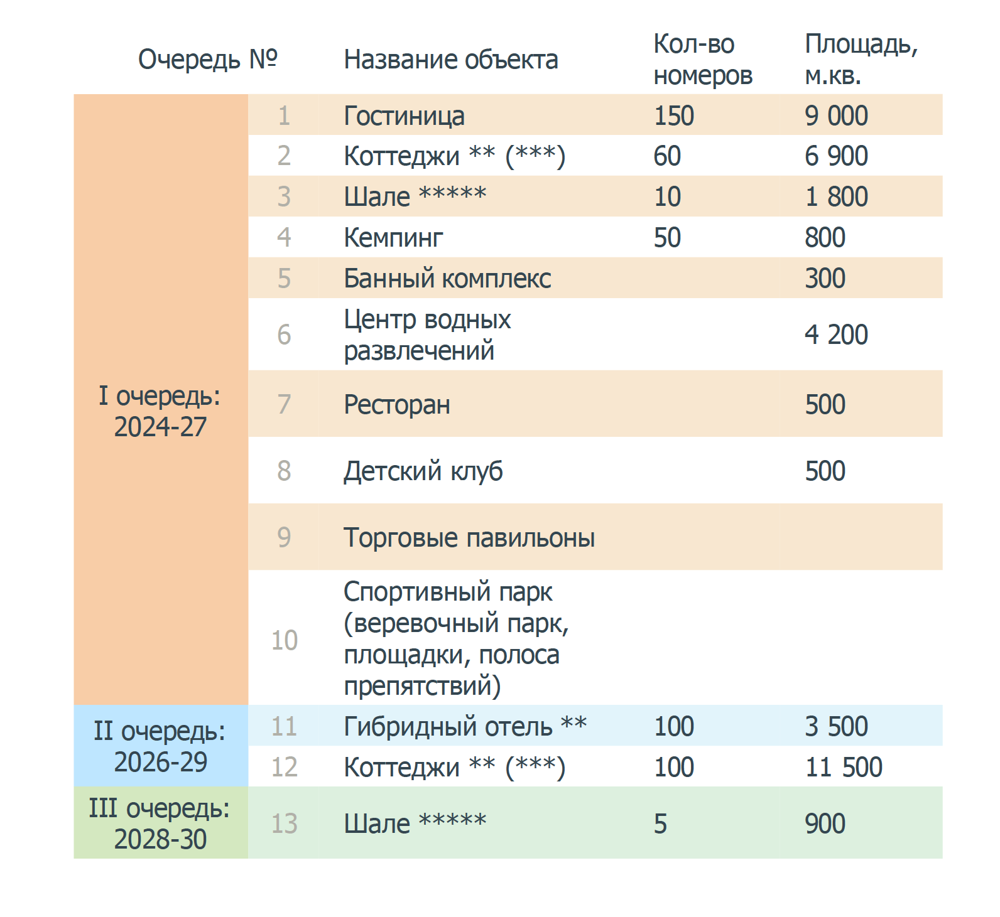 Очередь № Название объекта Кол-во номеров Площадь, м.кв.
I очередь:
2024-27
1 Гостиница 150 9 000
2 Коттеджи ** (***) 60 6 900
3 Шале ***** 10 1 800
4 Кемпинг 50 800
5 Банный комплекс 300
6 Центр водных
развлечений 4 200
7 Ресторан 500
8 Детский клуб 500
9 Торговые павильоны
10 Спортивный парк
(веревочный парк,
площадки, полоса
препятствий)
II очередь:
2026-29
11 Гибридный отель ** 100 3 500
12 Коттеджи ** (***) 100 11 500
III очередь:
2028-30
13 Шале ***** 5 900